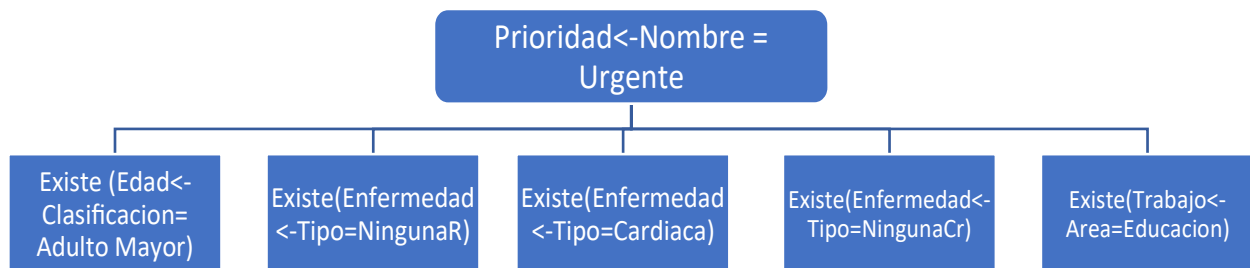 Prioridad<-Nombre =
Urgente
Existe (Edad<-
Clasificacion=
Adulto Mayor)
Existe(Enfermedad
<-Tipo=NingunaR)
Existe(Enfermedad
<-Tipo=Cardiaca)
Existe(Enfermedad<-
Tipo=NingunaCr)
Existe(Trabajo<-
Area=Educacion)